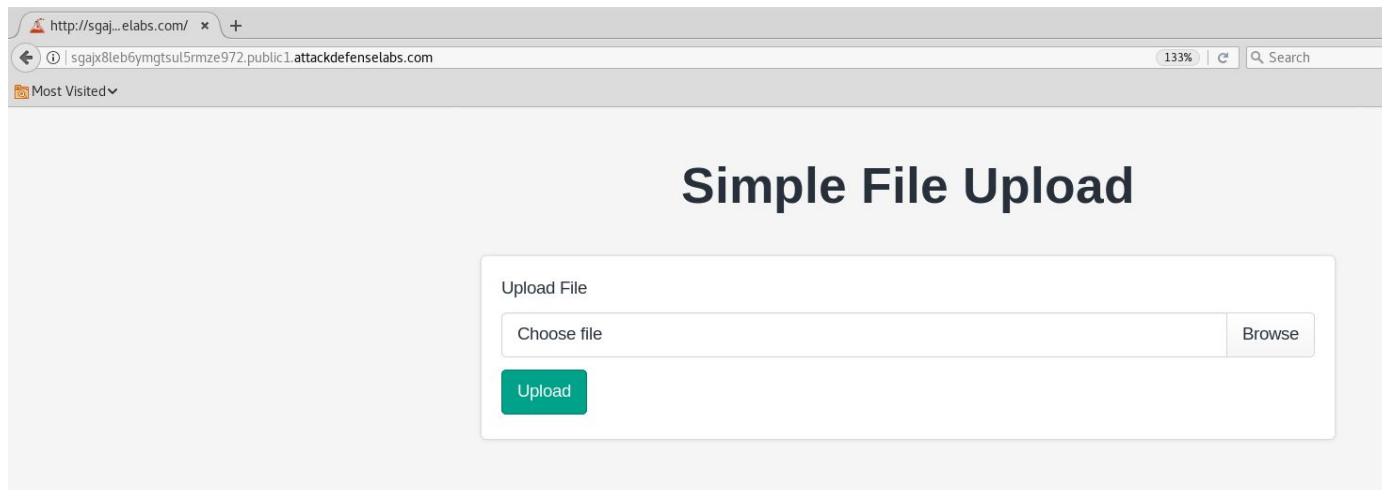 http://sgaj...elabs.com/ × +
sgajx8leb6ymgtsul5rmze972.public1.attackdefenselabs.com 133% Search
Most Visited
Simple File Upload
Upload File
Choose file Browse
Upload